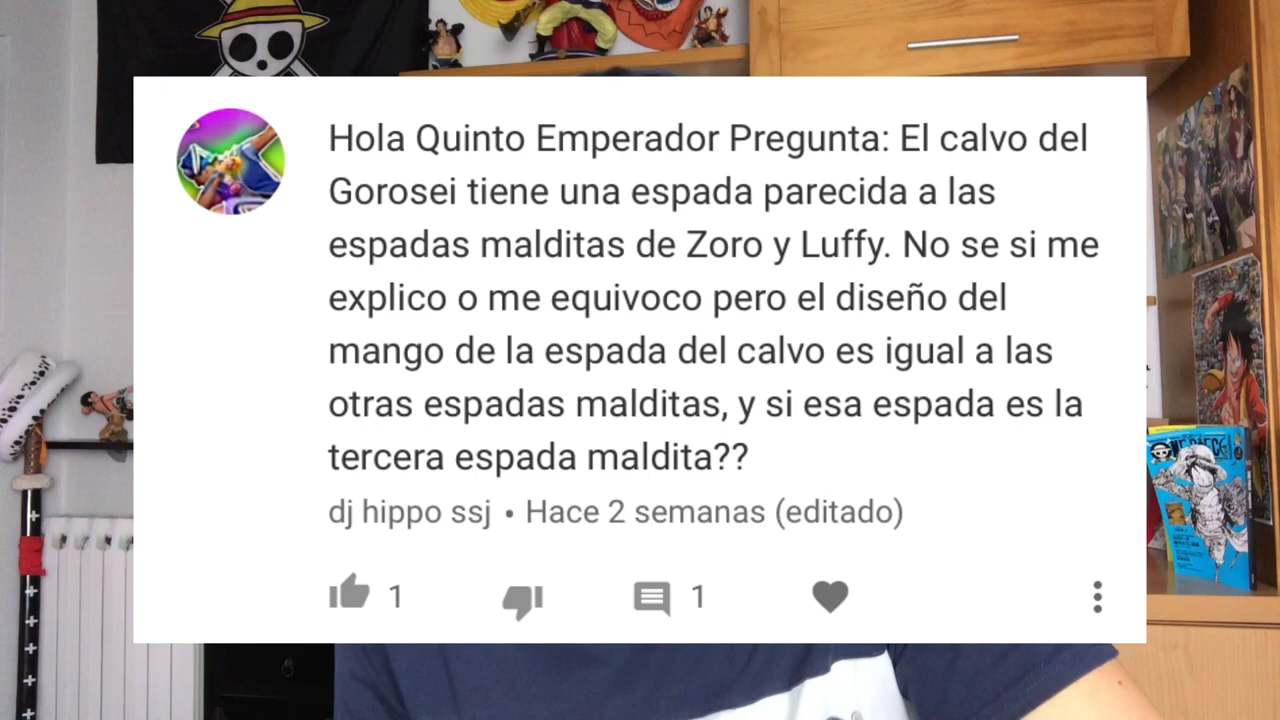 Hola Quinto Emperador Pregunta: El calvo del
Gorosei tiene una espada parecida a las
espadas malditas de Zoro y Luffy. No se si me
explico o me equivoco pero el diseño del
mango de la espada del calvo es igual a las
otras espadas malditas, y si esa espada es la
tercera espada maldita??
dj hippo ssj • Hace 2 semanas (editado)
1
1
ONE PIECE